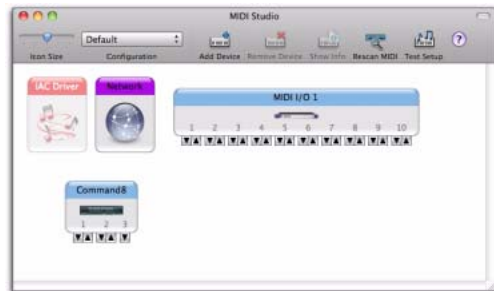 MIDI Studio
Default
Icon Size Configuration Add Device Remove Device Show Info Rescan MIDI Test Setup ?
IAC Driver Network MIDI I/O 1
1 2 3 4 5 6 7 8 9 10
Command8
1 2 3